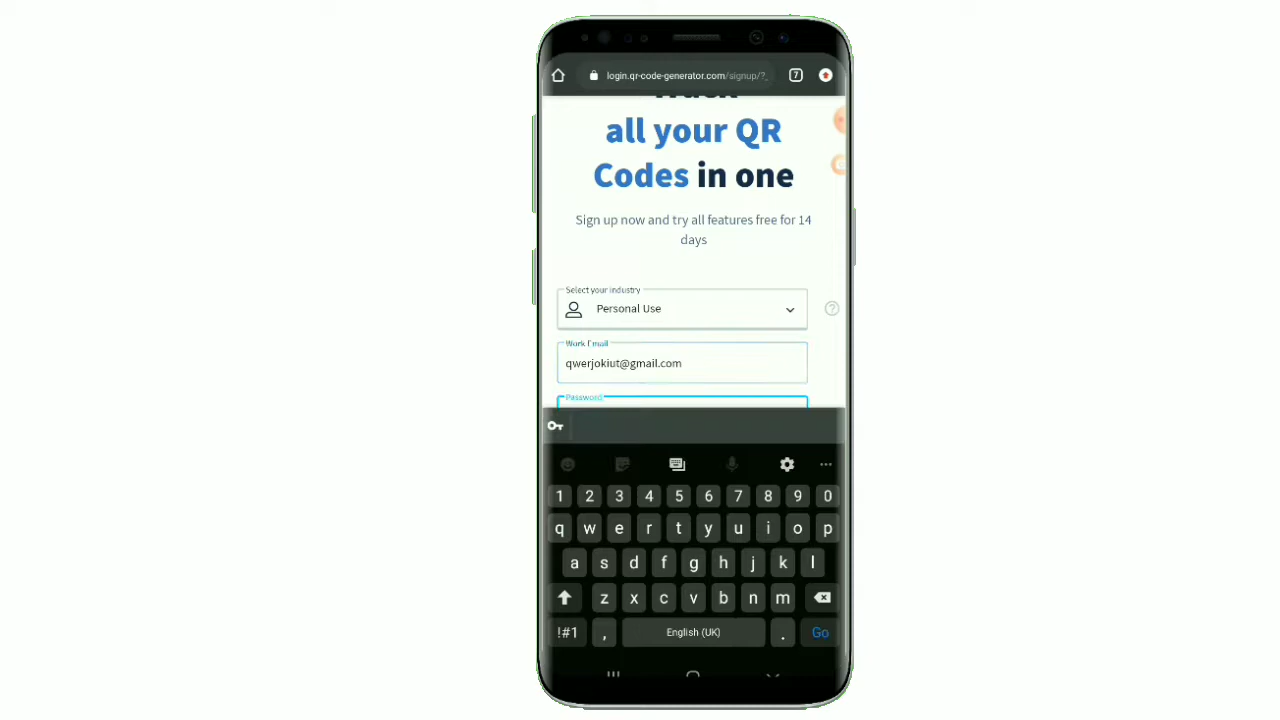 login.qr-code-generator.com/signup/?
7
all your QR
Codes in one
Sign up now and try all features free for 14
days
Select your industry
Personal Use
?
Work Email
qwerjokiut@gmail.com
Password
1 2 3 4 5 6 7 8 9 0
q w e r t y u i o p
a s d f g h j k l
z x c v b n m
!#1 , English (UK) . Go